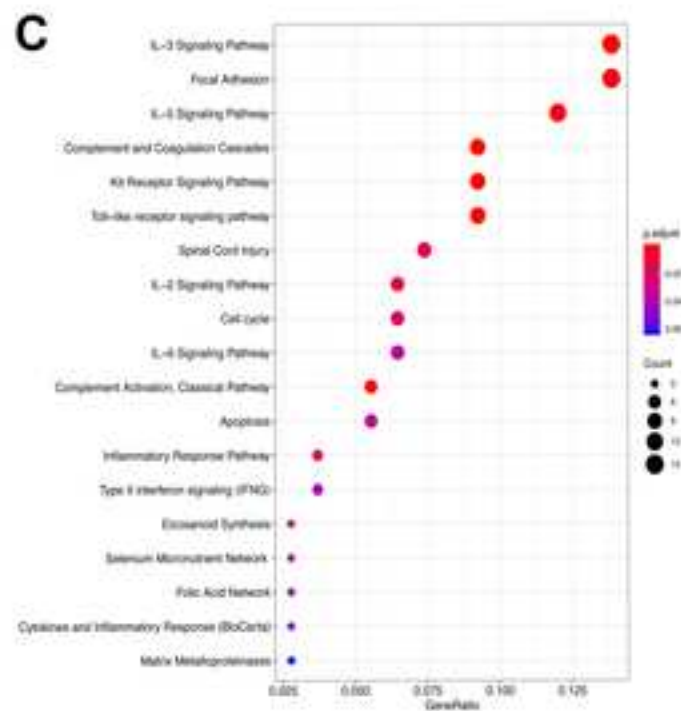 C
IL-3 Signaling Pathway
Focal Adhesion
IL-5 Signaling Pathway
Complement and Coagulation Cascades
Kit Receptor Signaling Pathway
Toll-like receptor signaling pathway
Spinal Cord Injury
IL-2 Signaling Pathway
Cell cycle
Signaling Pathway
Complement Activation, Classical Pathway
Apoptosis
Inflammatory Response Pathway
Type II interferon signaling (IFNG)
Eicosanoid Synthesis
Selenium Micronutrient Network
Folic Acid Network
Cytokines and Inflammatory Response (BioCarta)
Matrix Metalloproteinases
0.025 0.050 0.075 0.100 0.125
GeneRatio
p.adjust
Count